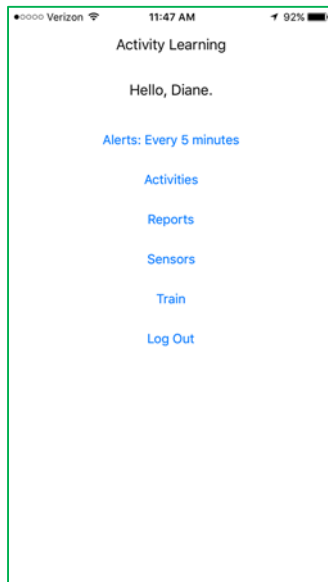 Verizon 11:47 AM 92%
Activity Learning
Hello, Diane.
Alerts: Every 5 minutes
Activities
Reports
Sensors
Train
Log Out